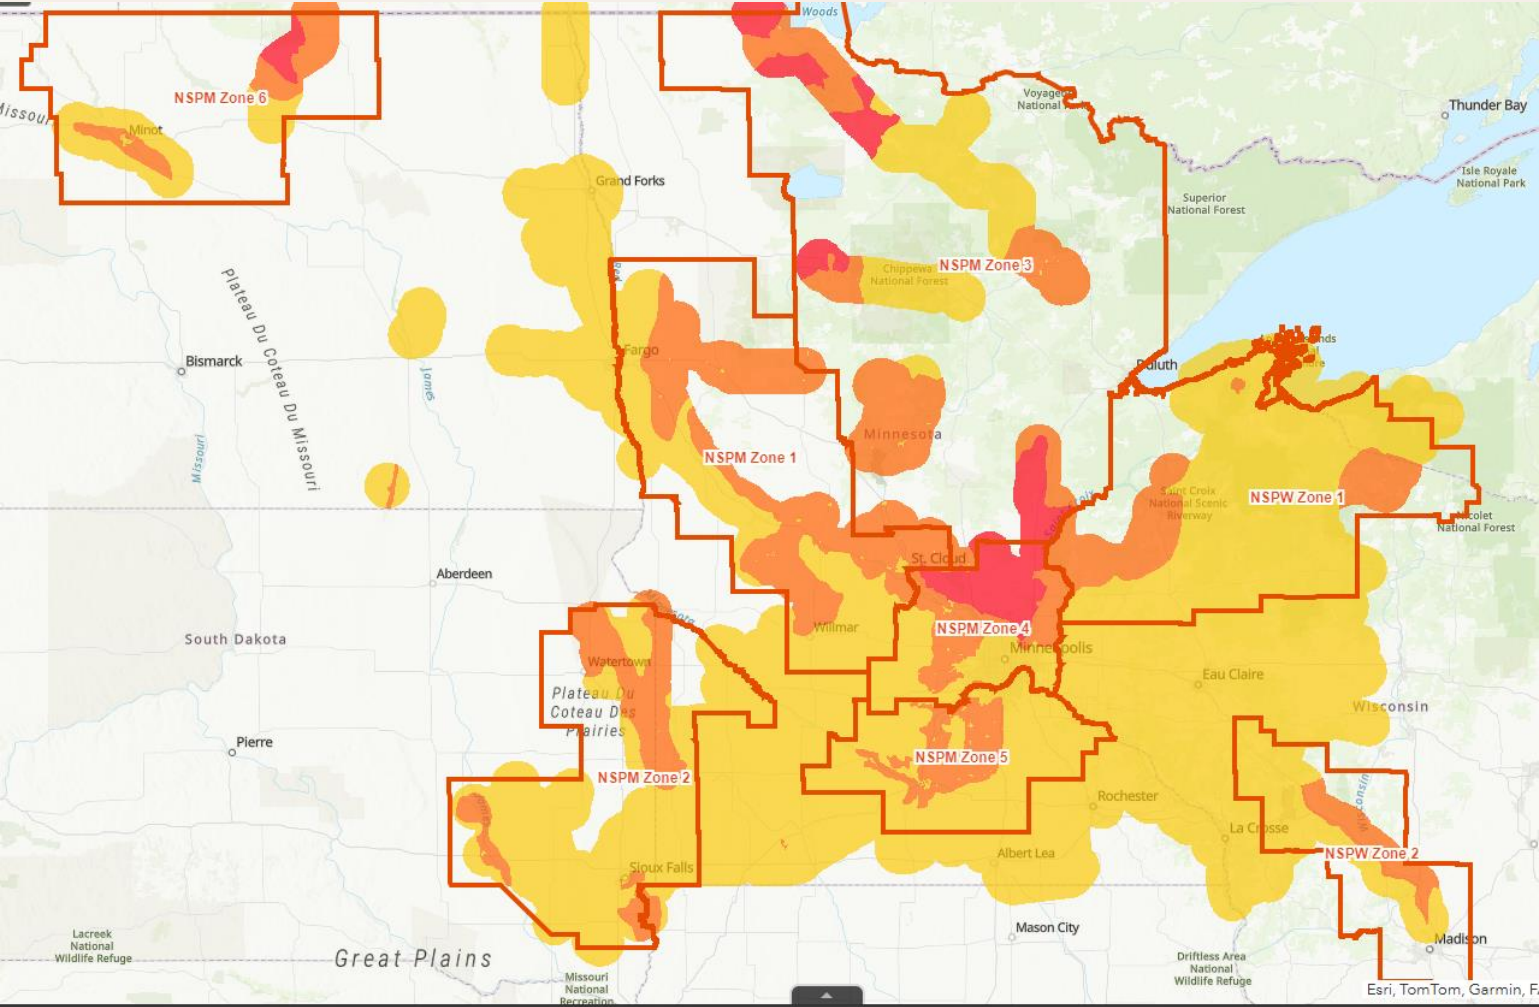 Woods
NSPM Zone 6
Missour
Minot
Voyage
National
Thunder Bay
Isle Royale
National Park
Grand Forks
Superior
National Forest
Red
Chippewa
National Forest
NSPM Zone 3
Plateau Du Coteau Du Missouri
Bismarck
James
Fargo
Duluth
Minnesota
Missouri
NSPM Zone 1
Saint Croix
National Scenic
Riverway
NSPW Zone 1
Nicolet
National Forest
St. Cloud
Aberdeen
South Dakota
Willmar
NSPM Zone 4
Minneapolis
Watertown
Eau Claire
Plateau Du
Coteau Des
Prairies
Wisconsin
Pierre
NSPM Zone 5
NSPM Zone 2
Rochester
Wisconsin
La Crosse
Albert Lea
NSPW Zone 2
Sioux Falls
Mason City
Madison
Lacreek
National
Wildlife Refuge
Great Plains
Driftless Area
National
Wildlife Refuge
Missouri
National
Recreation
Esri, TomTom, Garmin, F